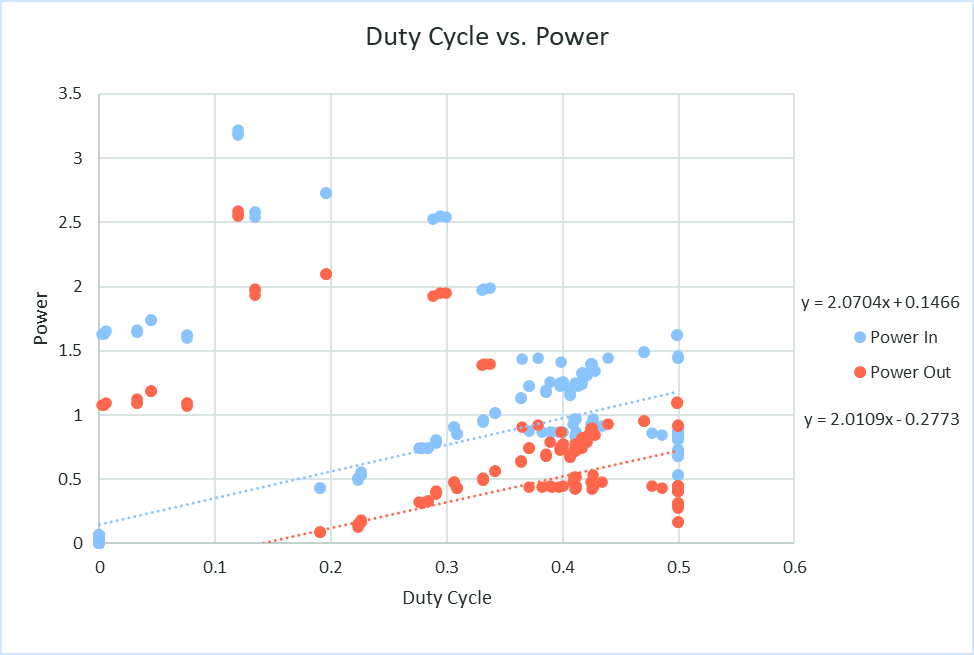 Duty Cycle vs. Power
3.5
3
2.5
2
1.5
1
0.5
0
Power
0 0.1 0.2 0.3 0.4 0.5 0.6
Duty Cycle
y = 2.0704x + 0.1466
Power In
Power Out
y = 2.0109x - 0.2773